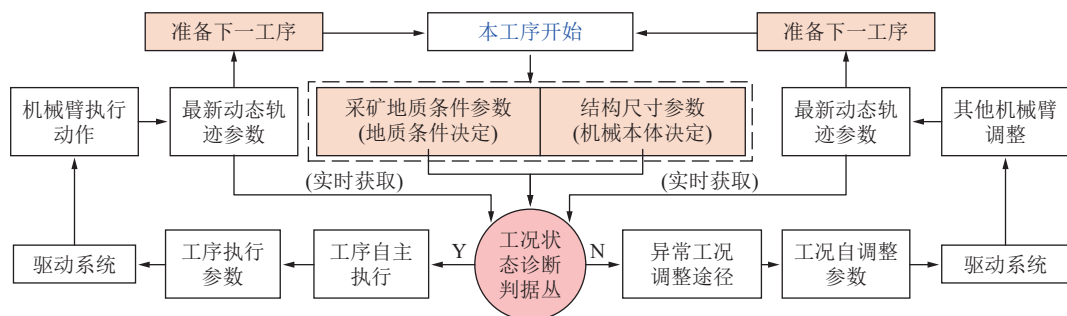 准备下一工序
本工序开始
准备下一工序
机械臂执行
动作
最新动态轨
迹参数
采矿地质条件参数
(地质条件决定)
结构尺寸参数
(机械本体决定)
最新动态轨
迹参数
其他机械臂
调整
(实时获取)
(实时获取)
驱动系统
工序执行
参数
工序自主
执行
Y
工况状
态诊断
判据丛
N
异常工况
调整途径
工况自调整
参数
驱动系统